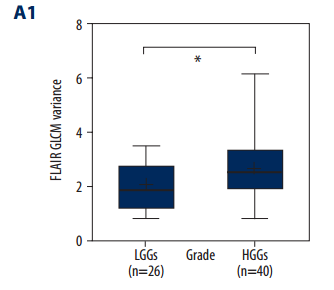 A1
FLAIR GLCM variance
8
6
4
2
0
*
LGGs Grade HGGs
(n=26) (n=40)